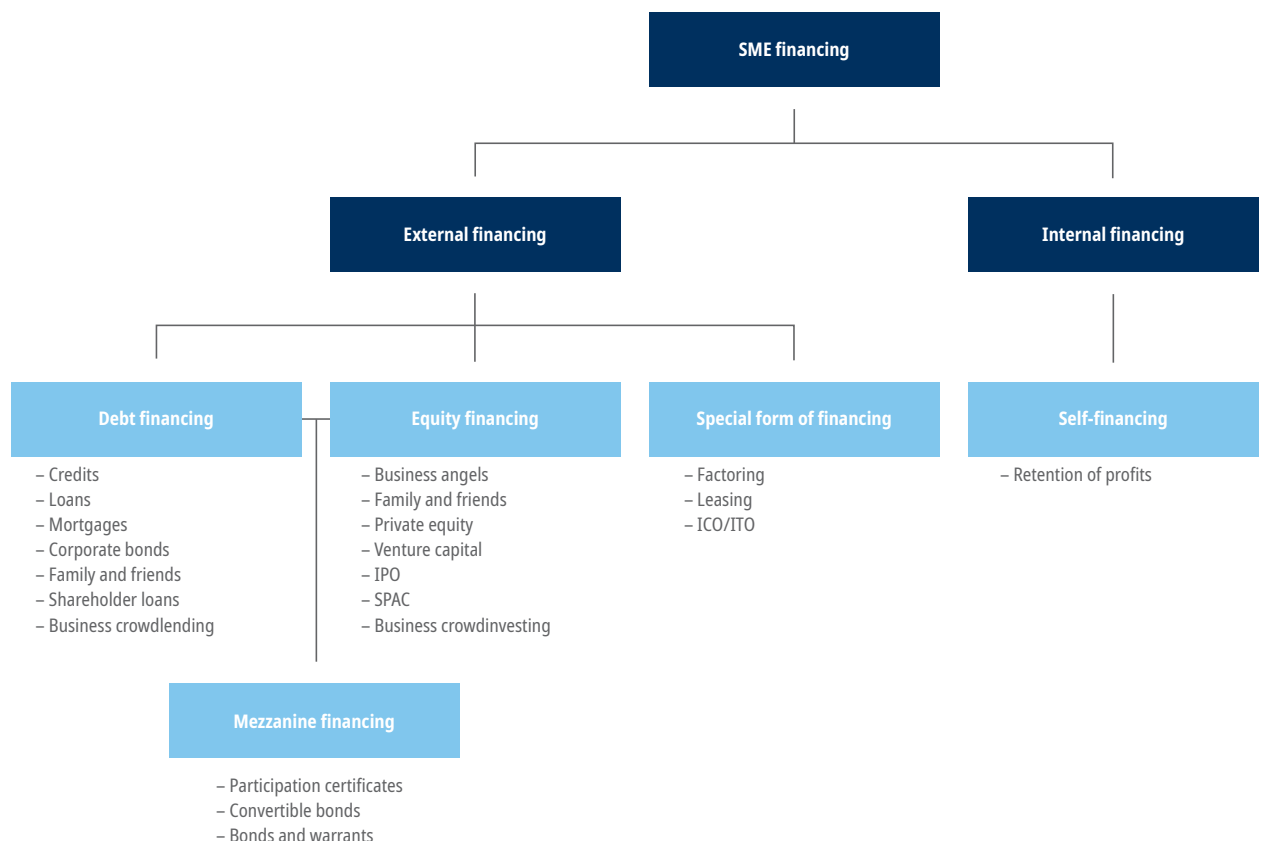 SME financing
External financing
Internal financing
Debt financing
Equity financing
Special form of financing
Self-financing
– Credits
– Loans
– Mortgages
– Corporate bonds
– Family and friends
– Shareholder loans
– Business crowdlending
– Business angels
– Family and friends
– Private equity
– Venture capital
– IPO
– SPAC
– Business crowdinvesting
– Factoring
– Leasing
– ICO/ITO
– Retention of profits
Mezzanine financing
– Participation certificates
– Convertible bonds
– Bonds and warrants